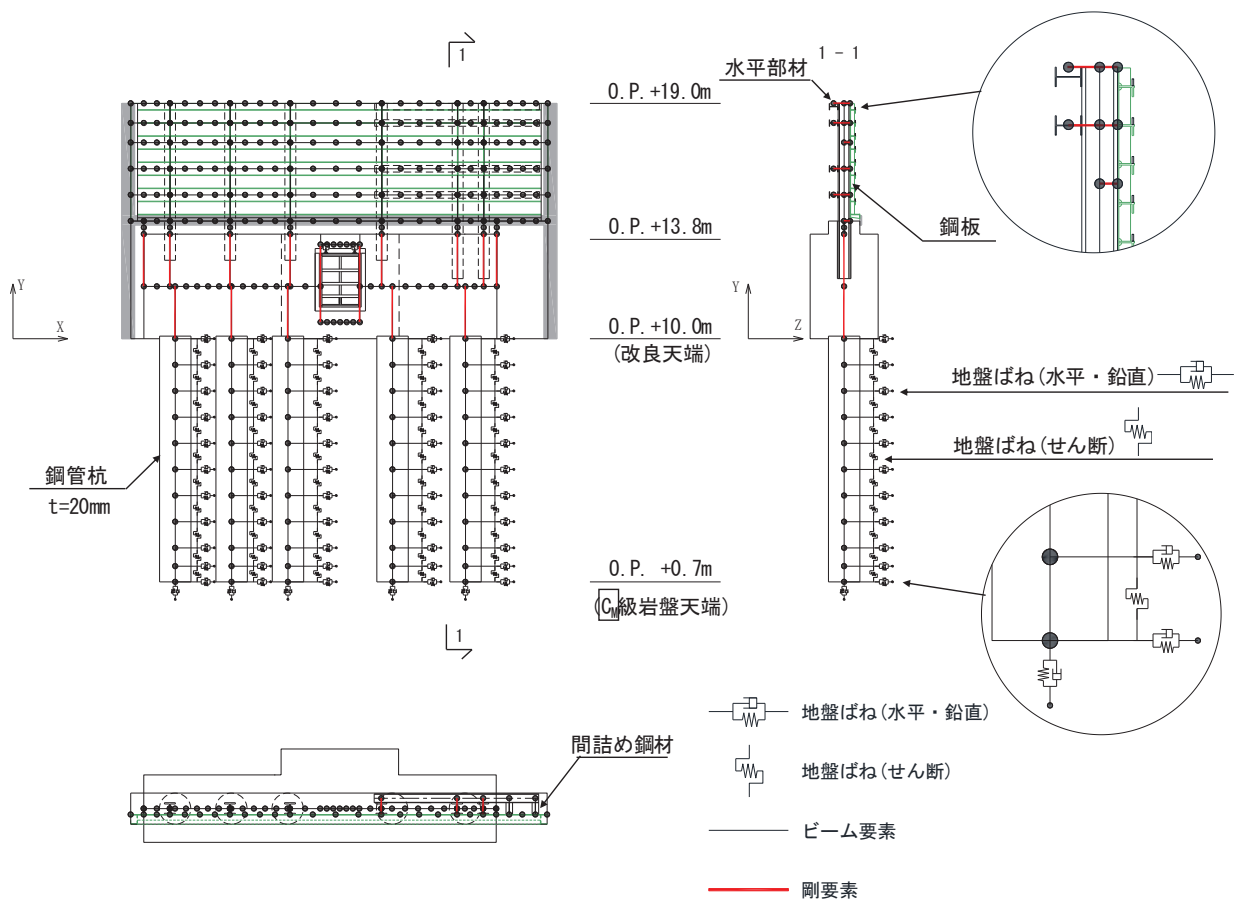 1
1 - 1
水平部材
O.P.+19.0m
O.P.+13.8m
鋼板
Y
X
Y
Z
O.P.+10.0m
(改良天端)
地盤ばね(水平・鉛直)
地盤ばね(せん断)
鋼管杭
t=20mm
O.P. +0.7m
(CM級岩盤天端)
1
間詰め鋼材
地盤ばね(水平・鉛直)
地盤ばね(せん断)
ビーム要素
剛要素